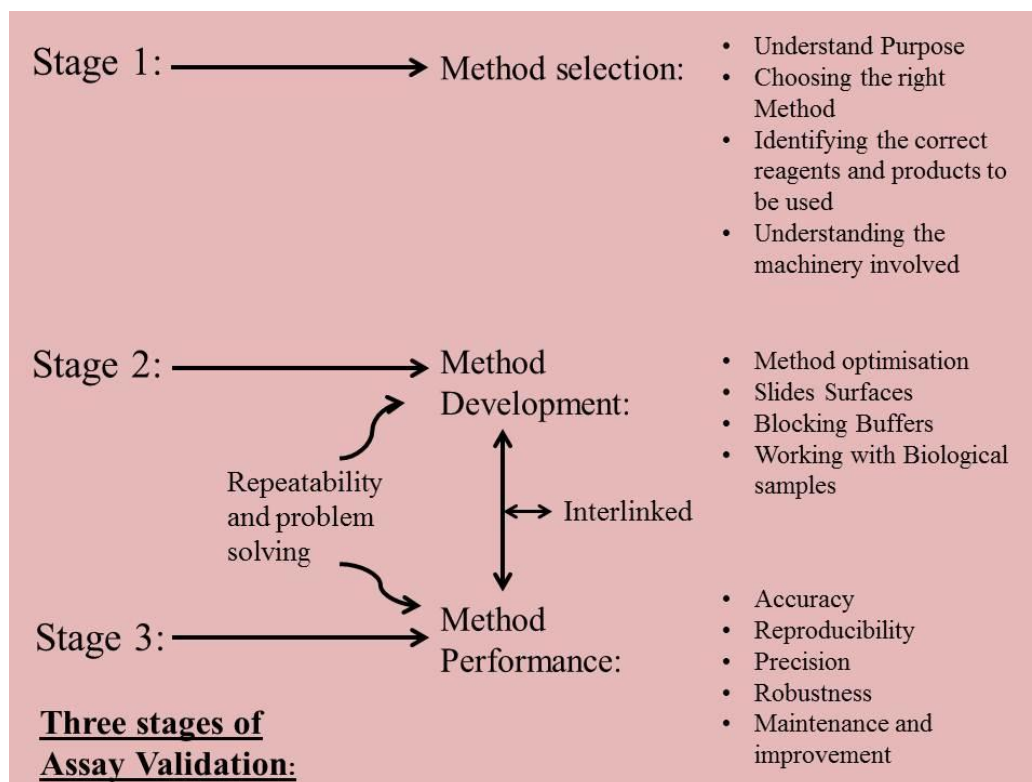 Stage 1:
Method selection:
• Understand Purpose
• Choosing the right
Method
• Identifying the correct
reagents and products to
be used
• Understanding the
machinery involved
Stage 2:
Method
Development:
• Method optimisation
• Slides Surfaces
• Blocking Buffers
• Working with Biological
samples
Repeatability
and problem
solving
Interlinked
Stage 3:
Method
Performance:
• Accuracy
• Reproducibility
• Precision
• Robustness
• Maintenance and
improvement
Three stages of
Assay Validation: